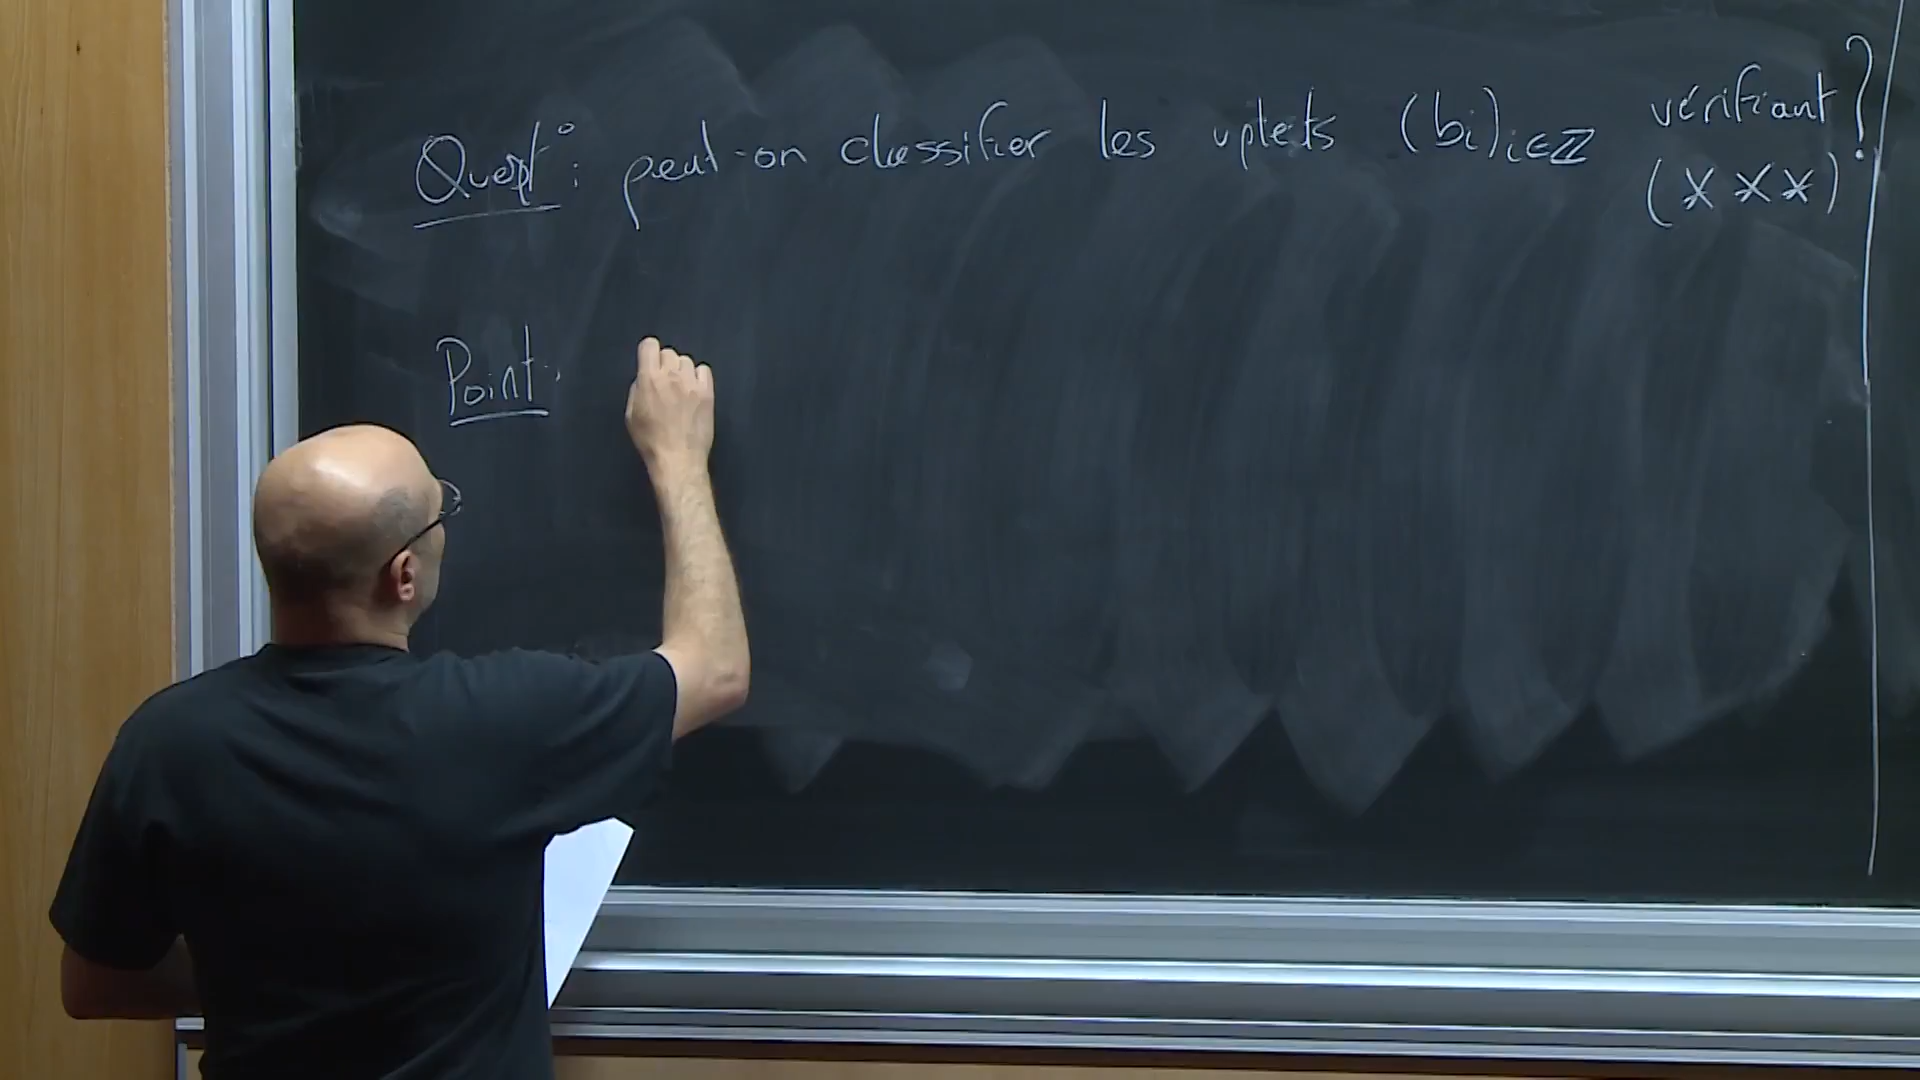 Quest°: peut-on classifier les uplets (bi)i∈ℤ vérifiant ?
(***)
Point: